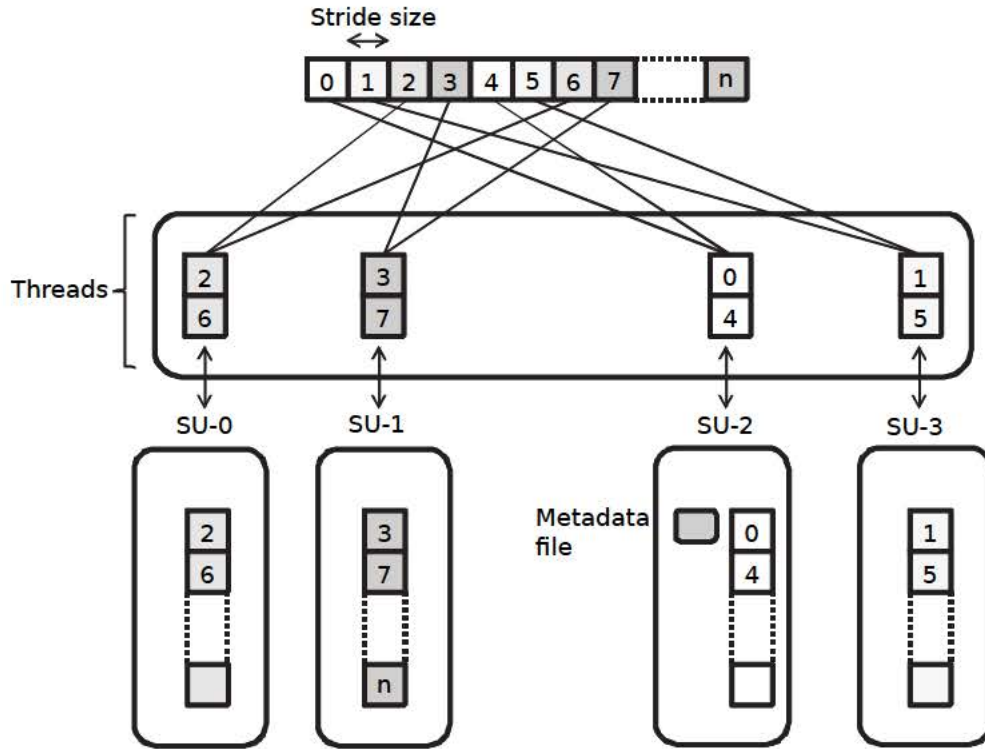 Stride size
0 1 2 3 4 5 6 7 n
Threads
2 3 0 1
6 7 4 5
SU-0 SU-1 SU-2 SU-3
Metadada
file
2 3 0 1
6 7 4 5
n